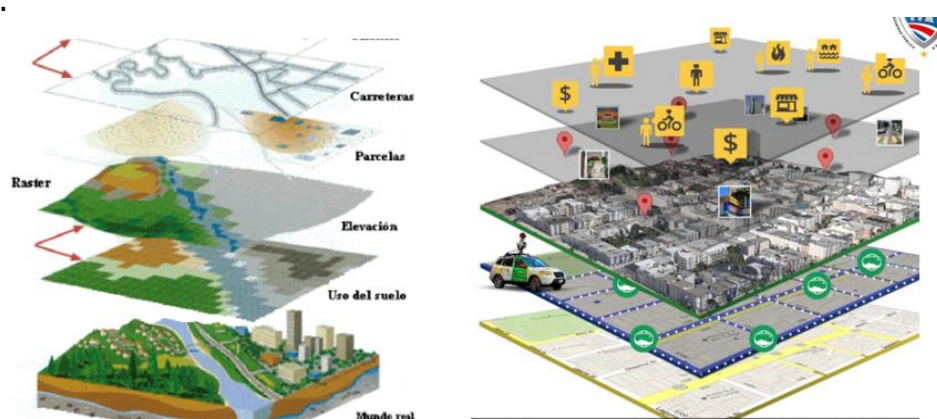 Carreteras
Parcelas
Raster
Elevación
Uso del suelo
Mundo real
$
$
$